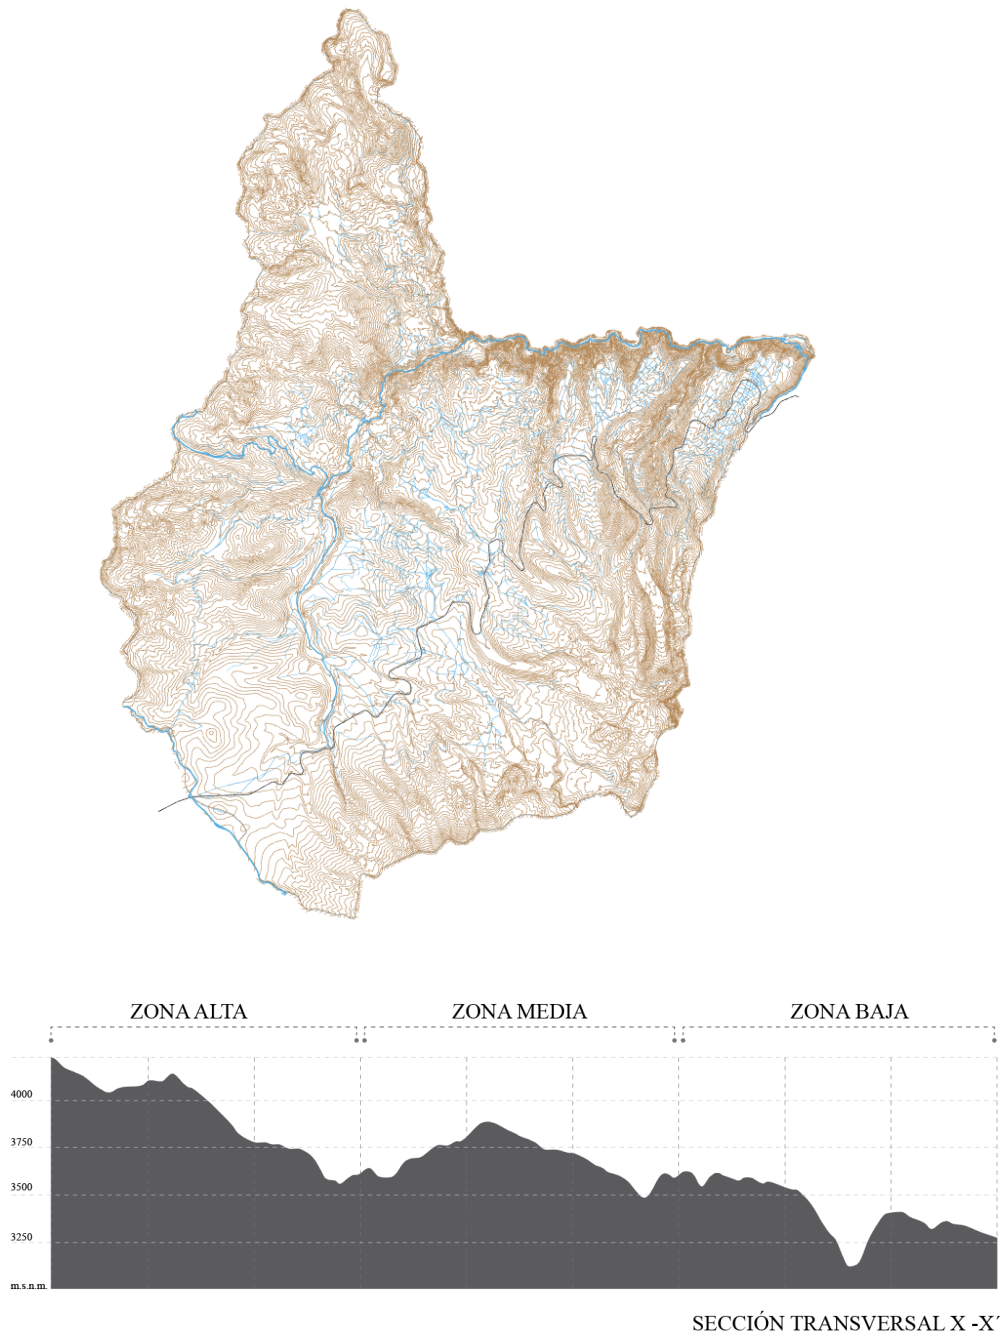 ZONA ALTA
ZONA MEDIA
ZONA BAJA
4000
3750
3500
3250
m.s.n.m.
SECCIÓN TRANSVERSAL X -X´